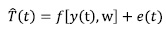 T̂(t) = f[y(t),w] + e(t)